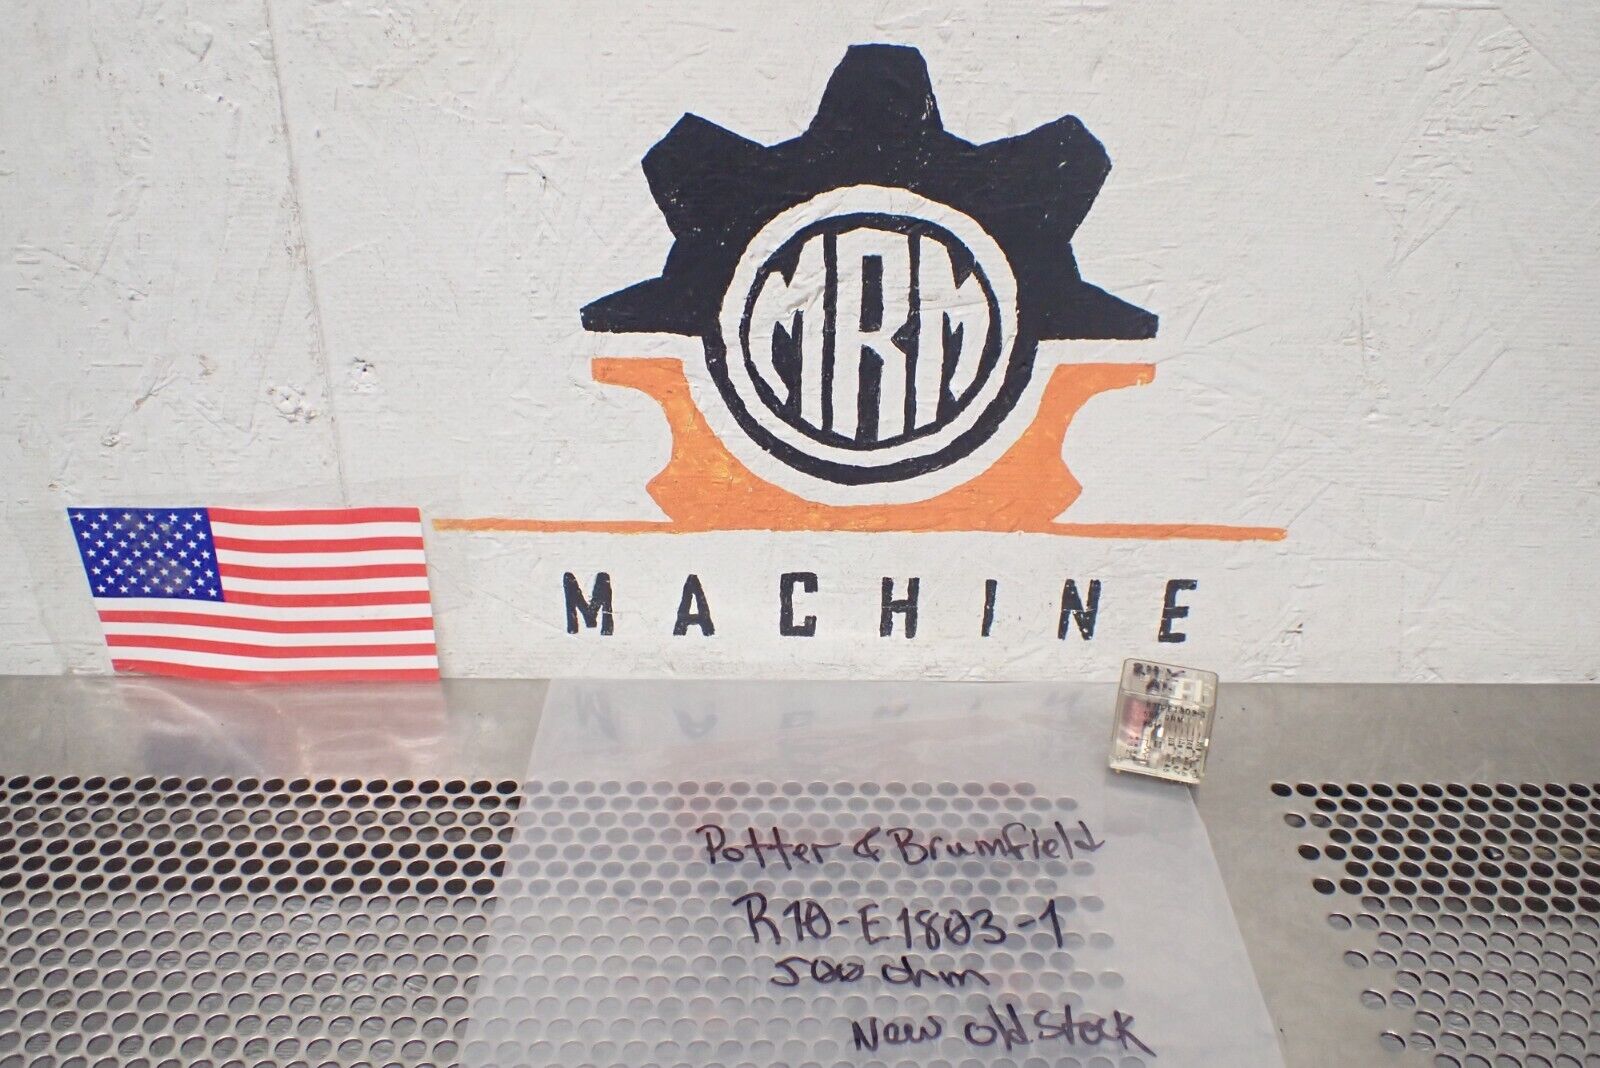 MRM
MACHINE
Potter & Brumfield
R10-E1803-1
500 ohm
New Old Stock